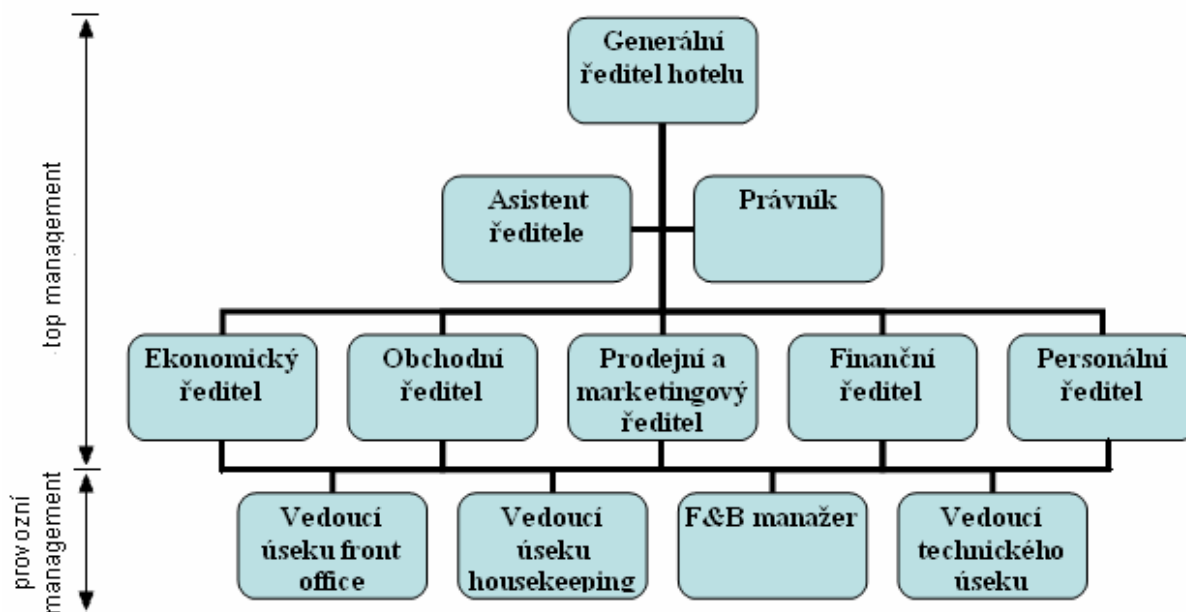 Generální
ředitel hotelu
Asistent
ředitele
Právník
top management
Ekonomický
ředitel
Obchodní
ředitel
Prodejní a
marketingový
ředitel
Finanční
ředitel
Personální
ředitel
provozní
management
Vedoucí
úseku front
office
Vedoucí
úseku
housekeeping
F&B manažer
Vedoucí
technického
úseku